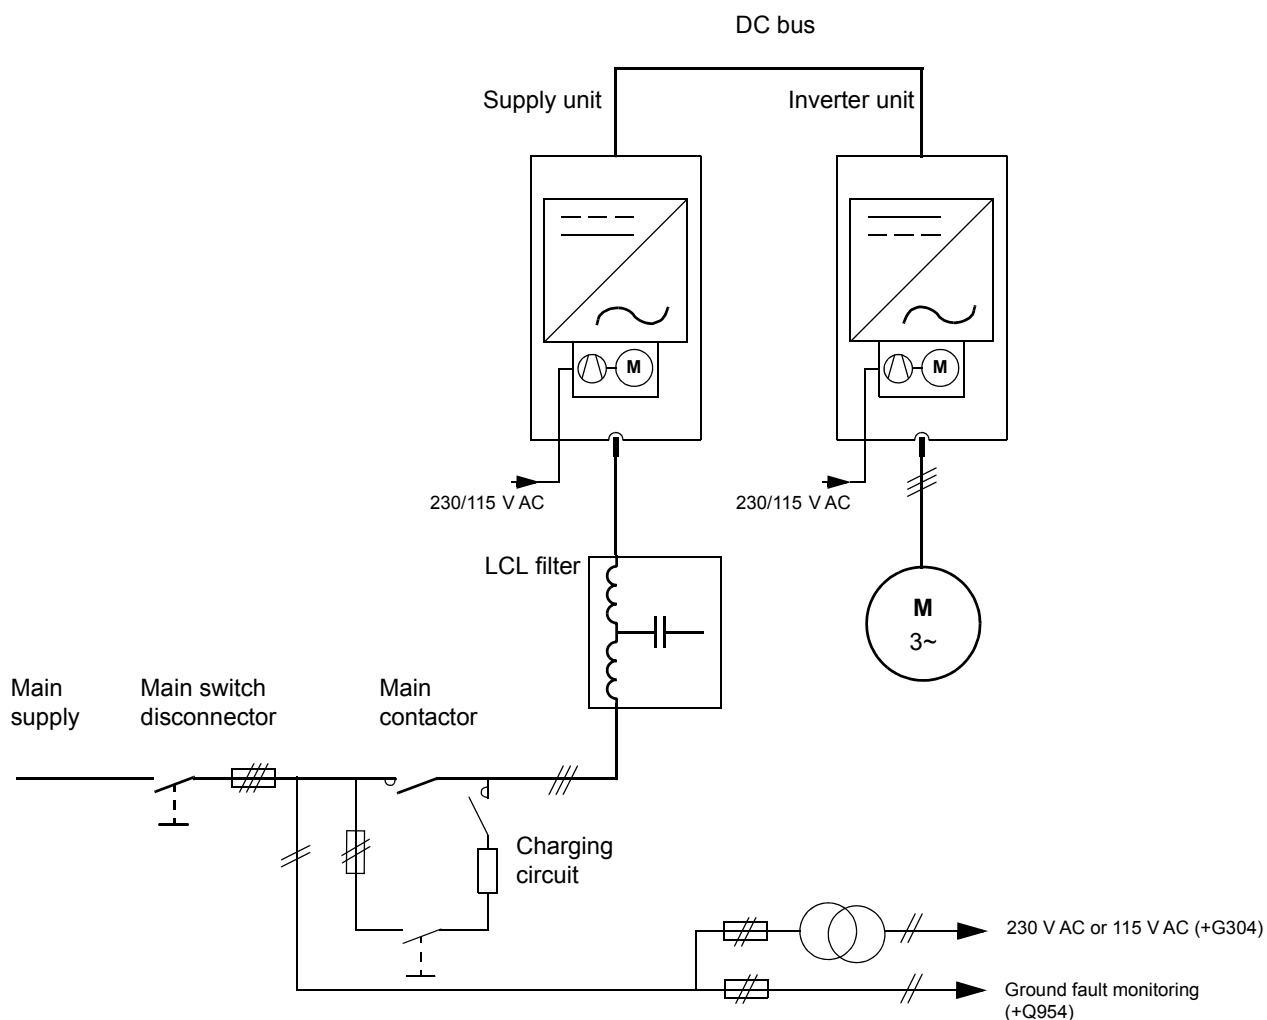 DC bus
Supply unit
Inverter unit
M
M
230/115 V AC
230/115 V AC
LCL filter
M
3~
Main
supply
Main switch
disconnector
Main
contactor
Charging
circuit
230 V AC or 115 V AC (+G304)
Ground fault monitoring
(+Q954)